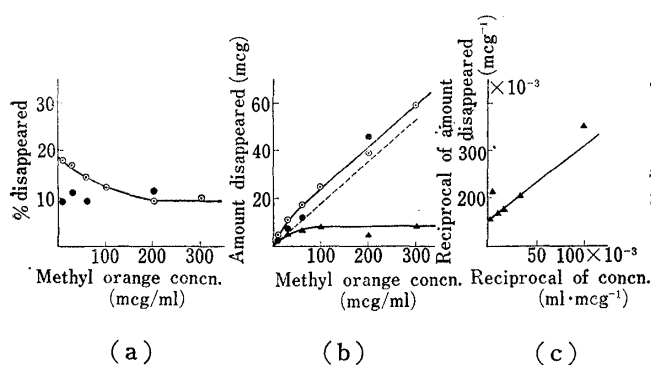 % disappeared
30
20
10
100
200
300
Methyl orange concn.
(mcg/ml)
(a)
Amount disappeared (mcg)
60
40
20
100
200
300
Methyl orange concn.
(mcg/ml)
(b)
Reciprocal of amount
disappeared (mcg⁻¹)
×10⁻³
300
200
50
100×10⁻³
Reciprocal of concn.
(ml·mcg⁻¹)
(c)